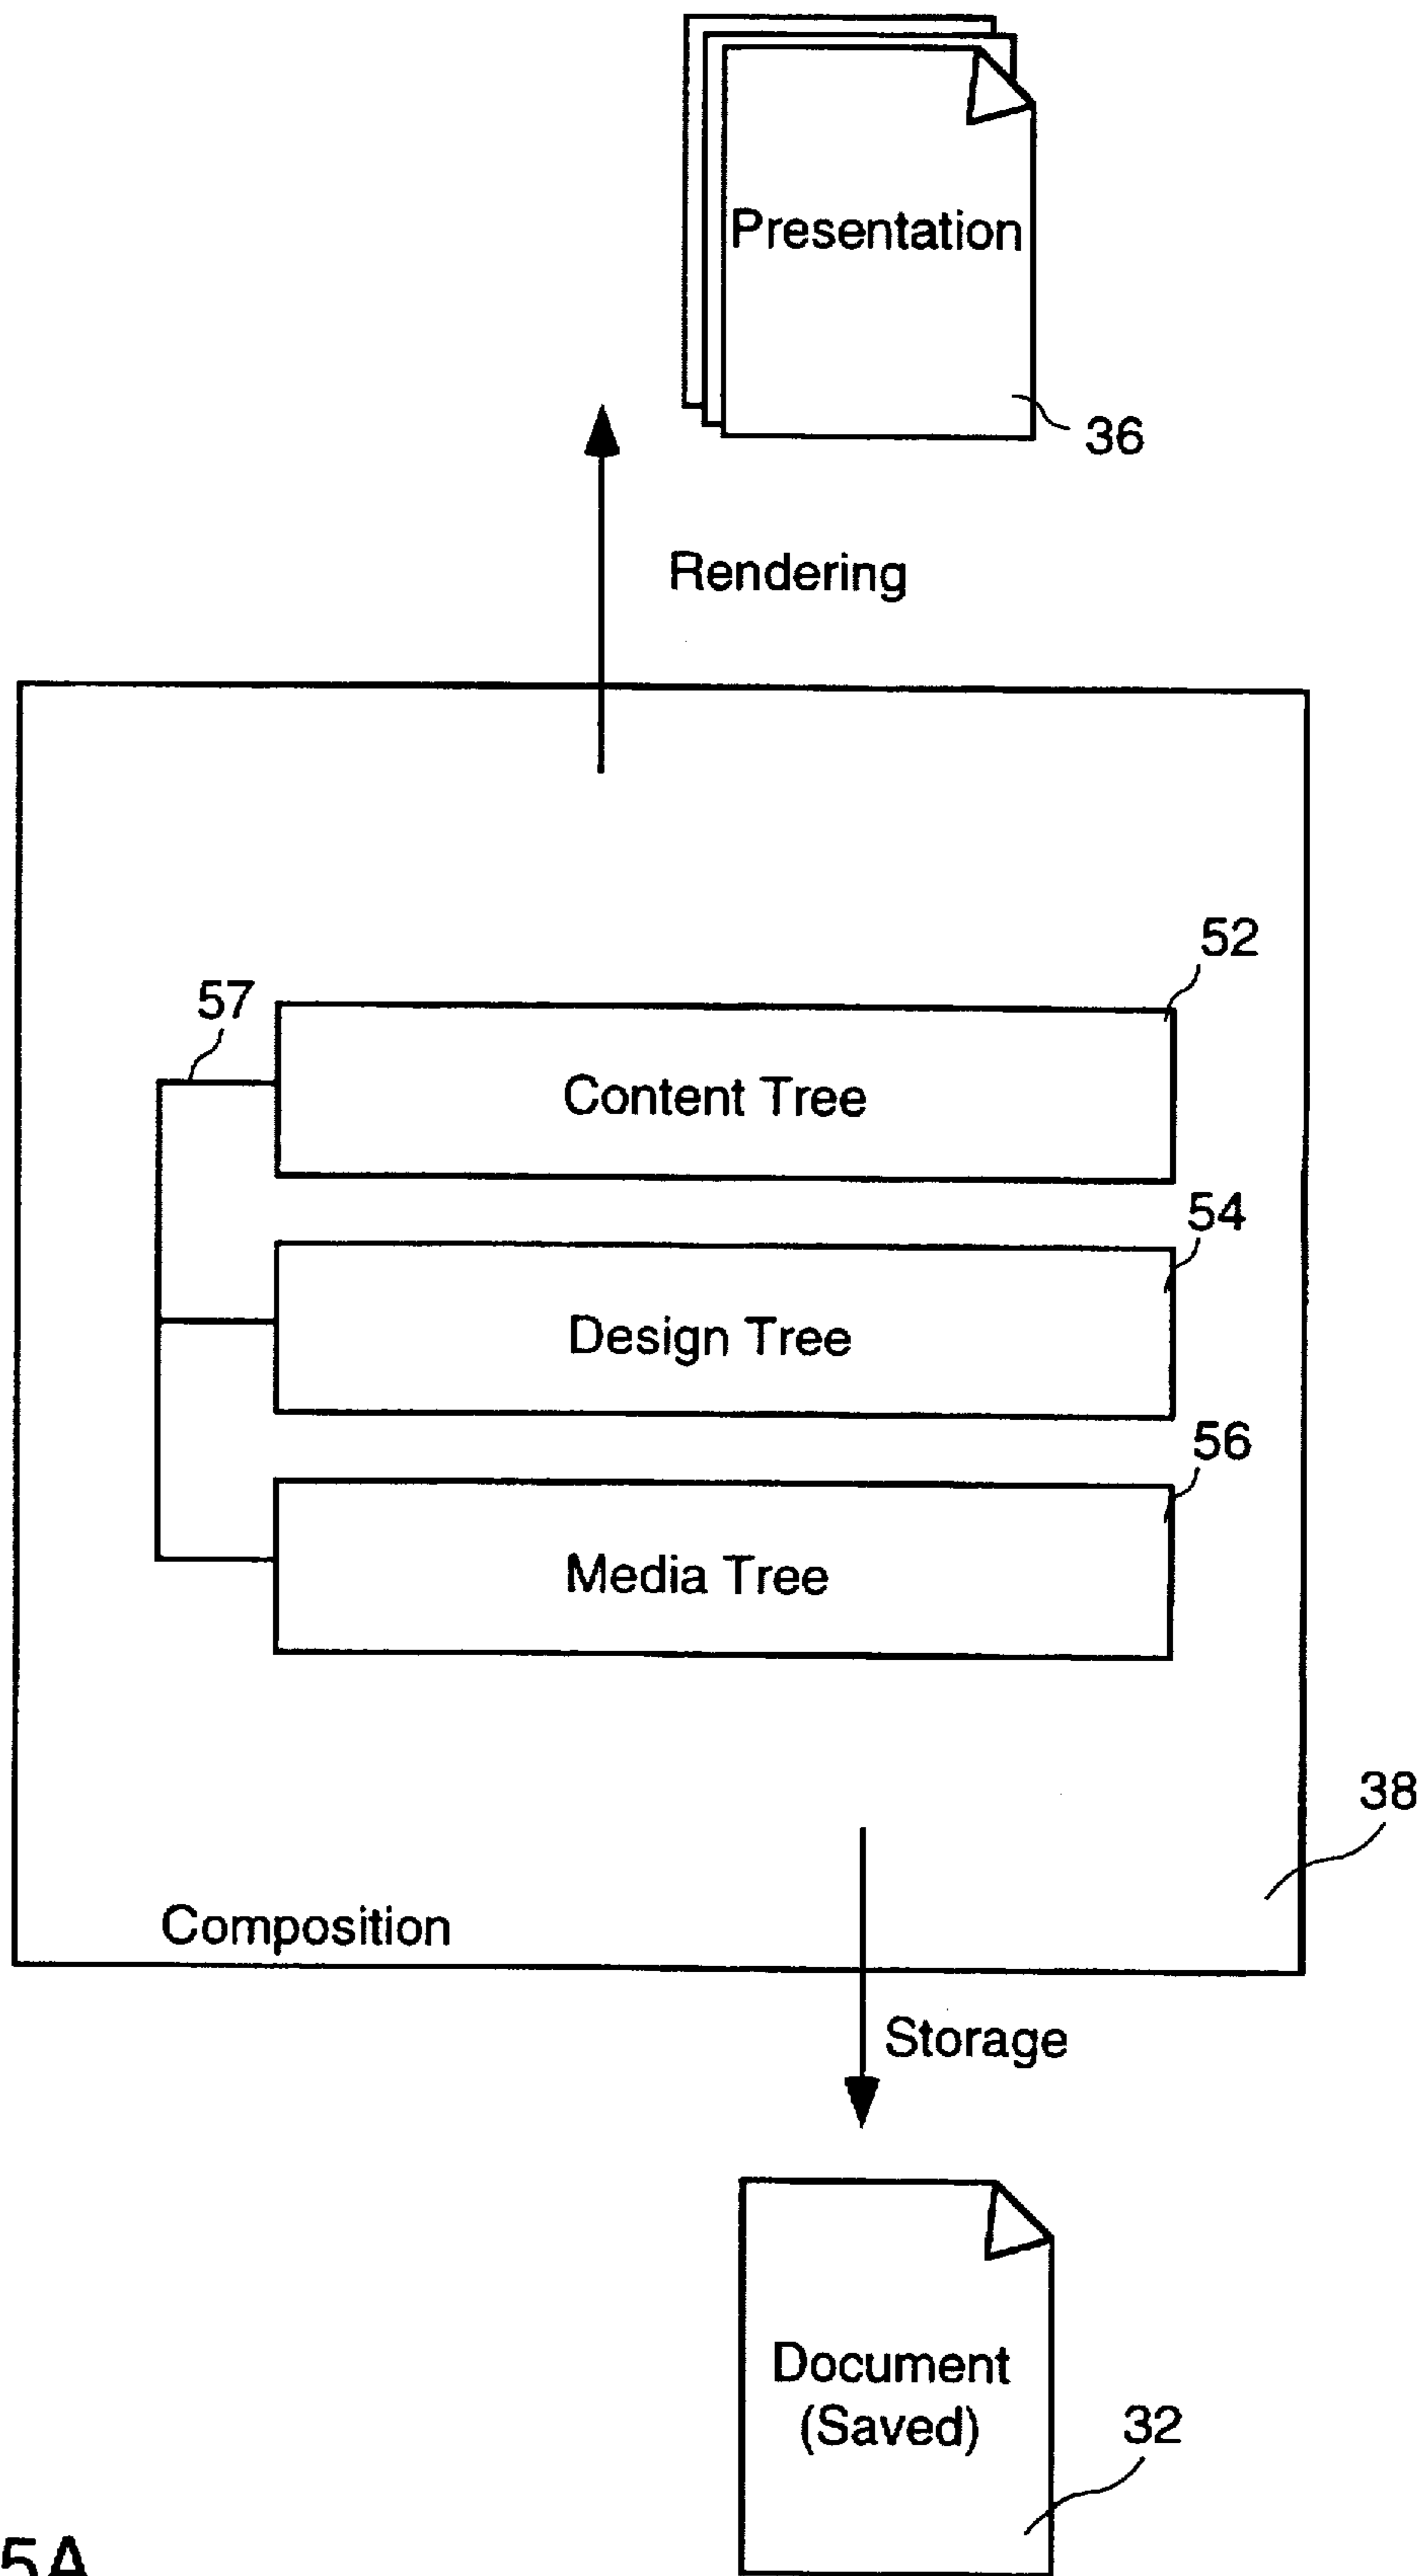 Presentation
36
Rendering
52
57
Content Tree
54
Design Tree
56
Media Tree
38
Composition
Storage
Document
(Saved)
32
5A